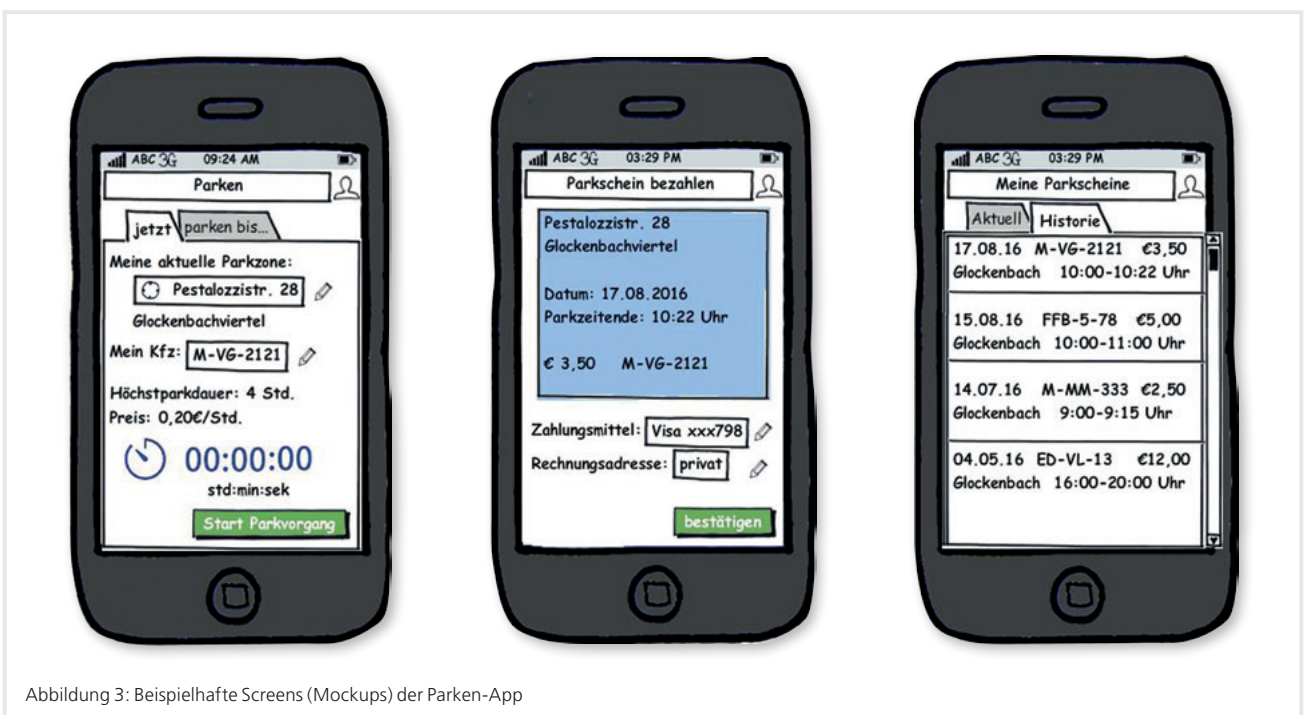 ABC 3G 09:24 AM
Parken
jetzt parken bis...
Meine aktuelle Parkzone:
Pestalozzistr. 28
Glockenbachviertel
Mein Kfz: M-VG-2121
Höchstparkdauer: 4 Std.
Preis: 0,20€/Std.
00:00:00
std:min:sek
Start Parkvorgang
ABC 3G 03:29 PM
Parkschein bezahlen
Pestalozzistr. 28
Glockenbachviertel
Datum: 17.08.2016
Parkzeitende: 10:22 Uhr
€ 3,50 M-VG-2121
Zahlungsmittel: Visa xxx798
Rechnungsadresse: privat
bestätigen
ABC 3G 03:29 PM
Meine Parkscheine
Aktuell Historie
17.08.16 M-VG-2121 €3,50
Glockenbach 10:00-10:22 Uhr
15.08.16 FFB-5-78 €5,00
Glockenbach 10:00-11:00 Uhr
14.07.16 M-MM-333 €2,50
Glockenbach 9:00-9:15 Uhr
04.05.16 ED-VL-13 €12,00
Glockenbach 16:00-20:00 Uhr
Abbildung 3: Beispielhafte Screens (Mockups) der Parken-App